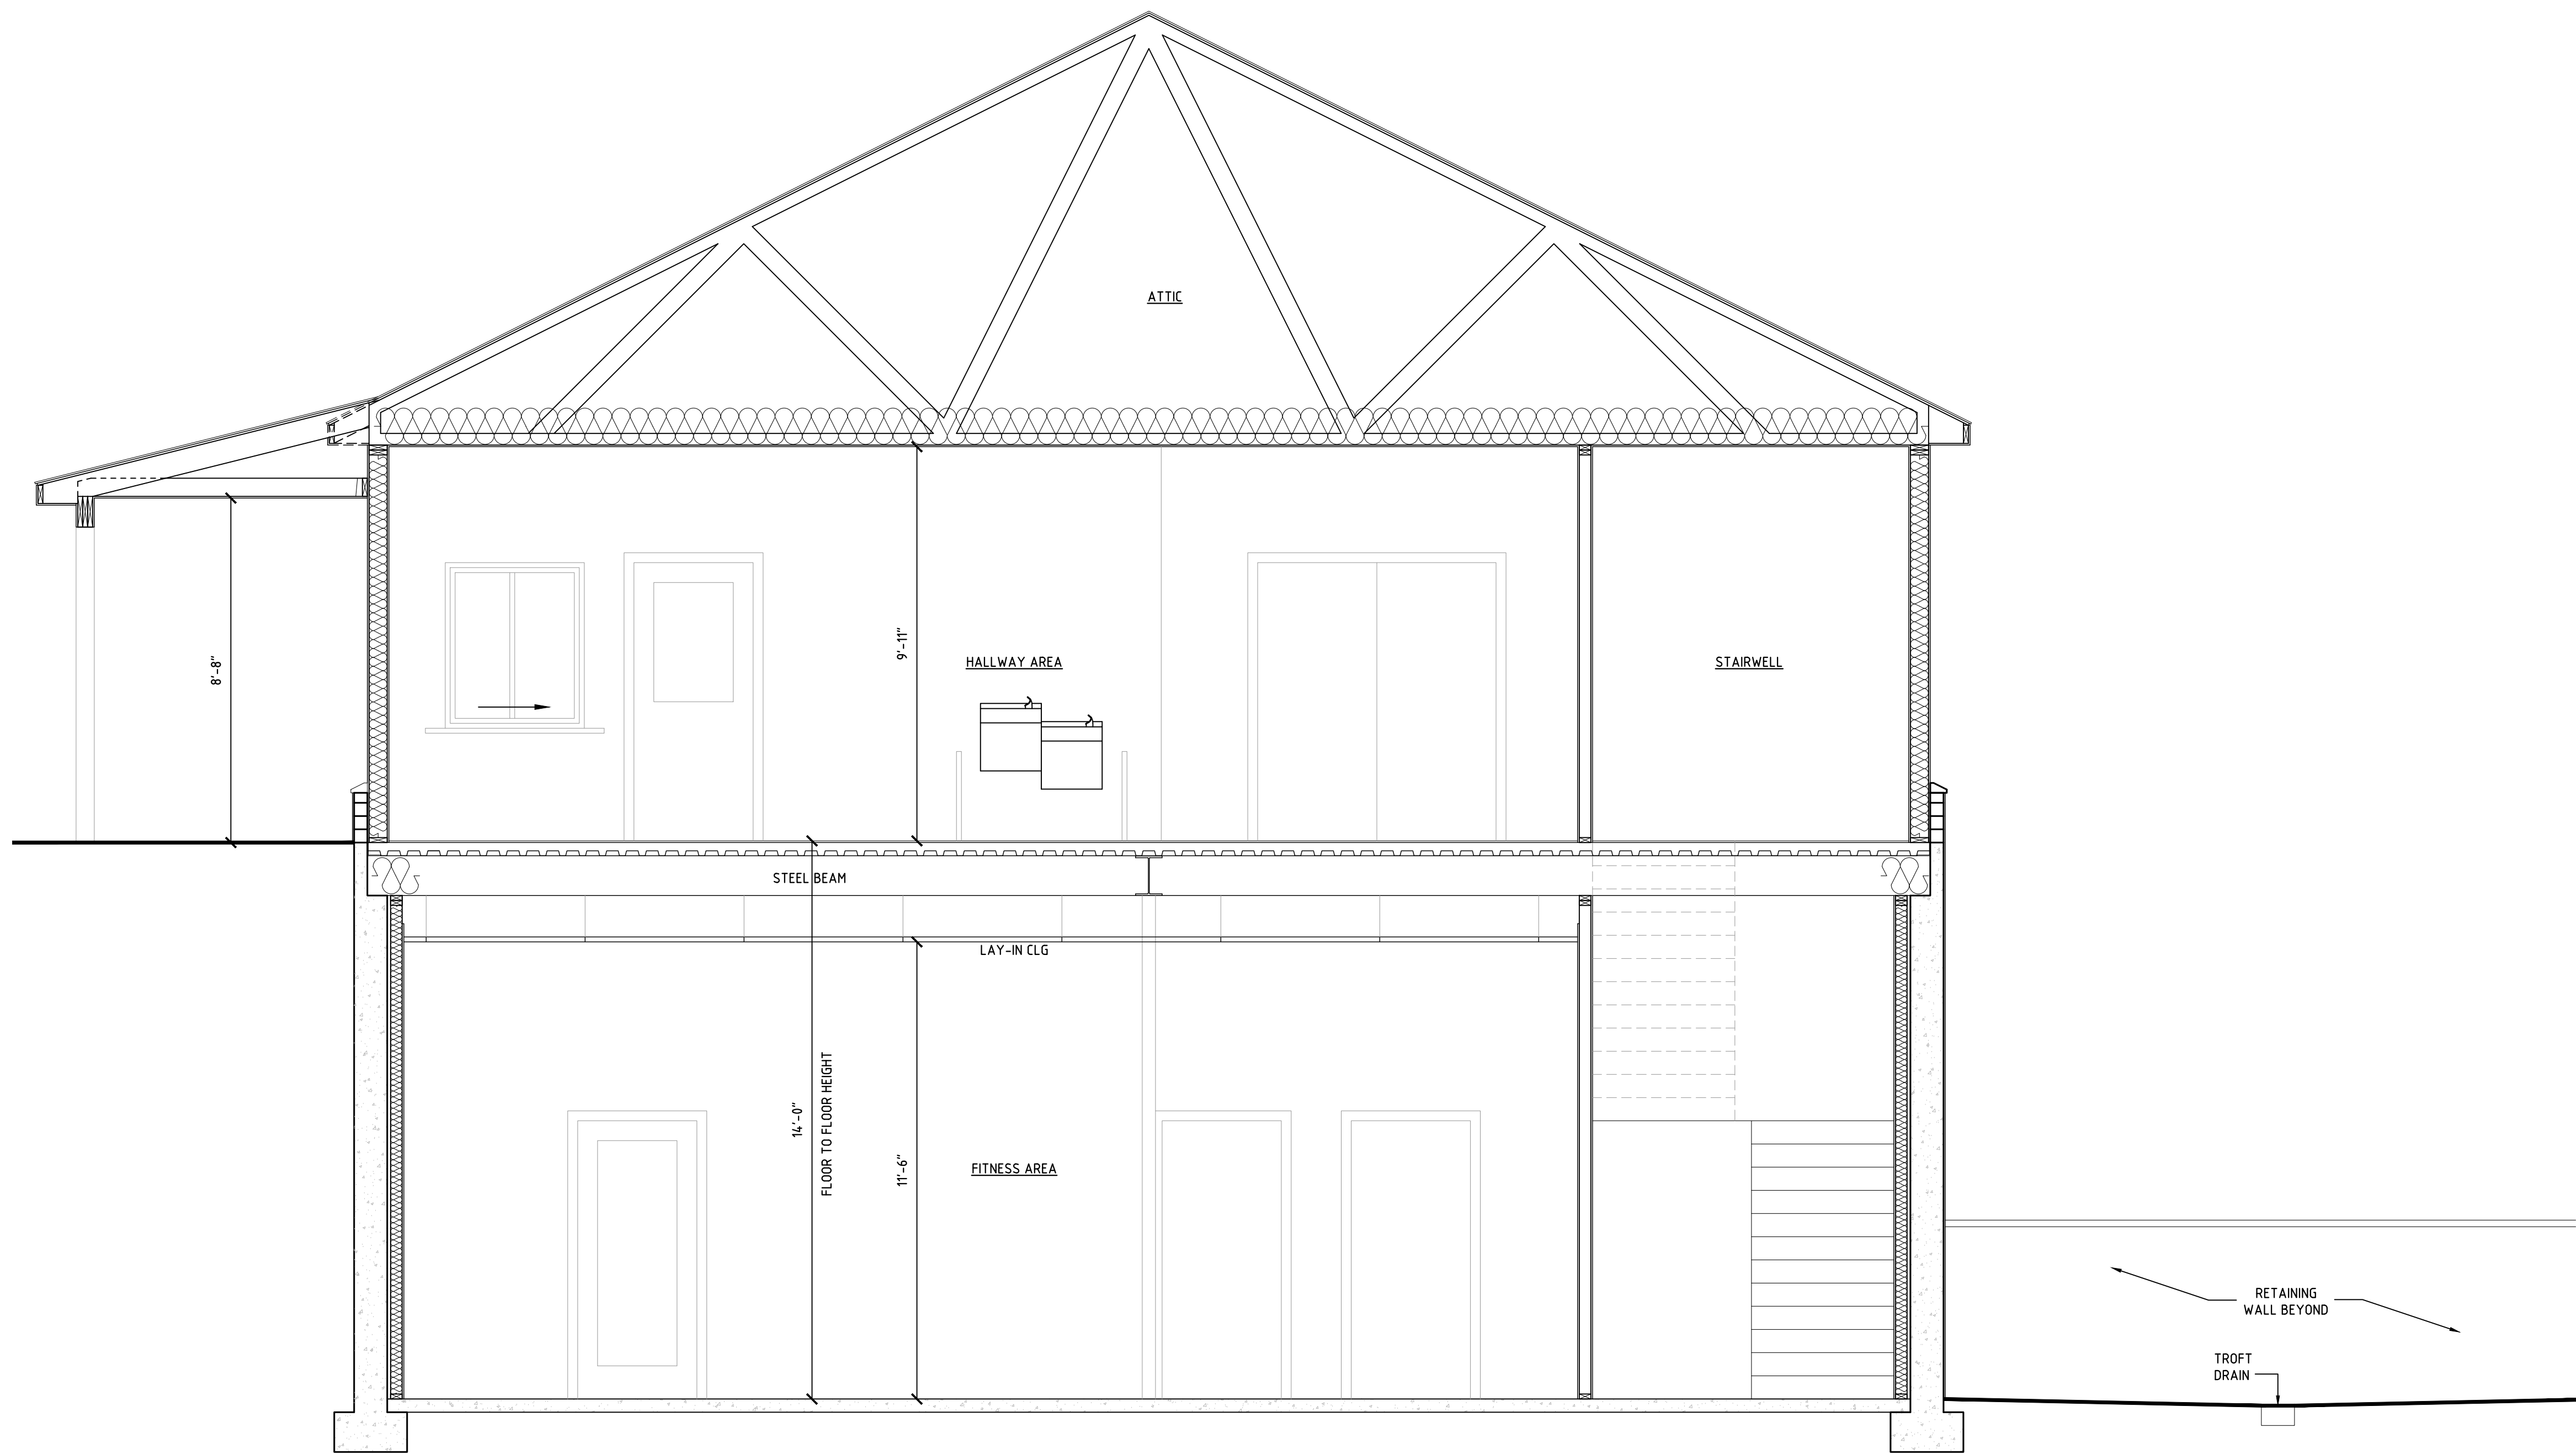 ATTIC
8'-8"
9'-11"
HALLWAY AREA
STAIRWELL
STEEL BEAM
LAY-IN CLG
14'-0"
FLOOR TO FLOOR HEIGHT
11'-6"
FITNESS AREA
RETAINING
WALL BEYOND
TROFT
DRAIN